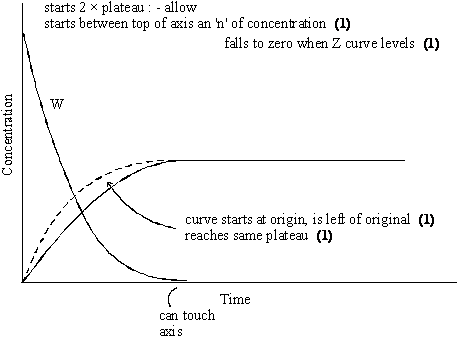 starts 2 × plateau : - allow
starts between top of axis an 'n' of concentration (1)
falls to zero when Z curve levels (1)
W
Concentration
curve starts at origin, is left of original (1)
reaches same plateau (1)
Time
can touch
axis